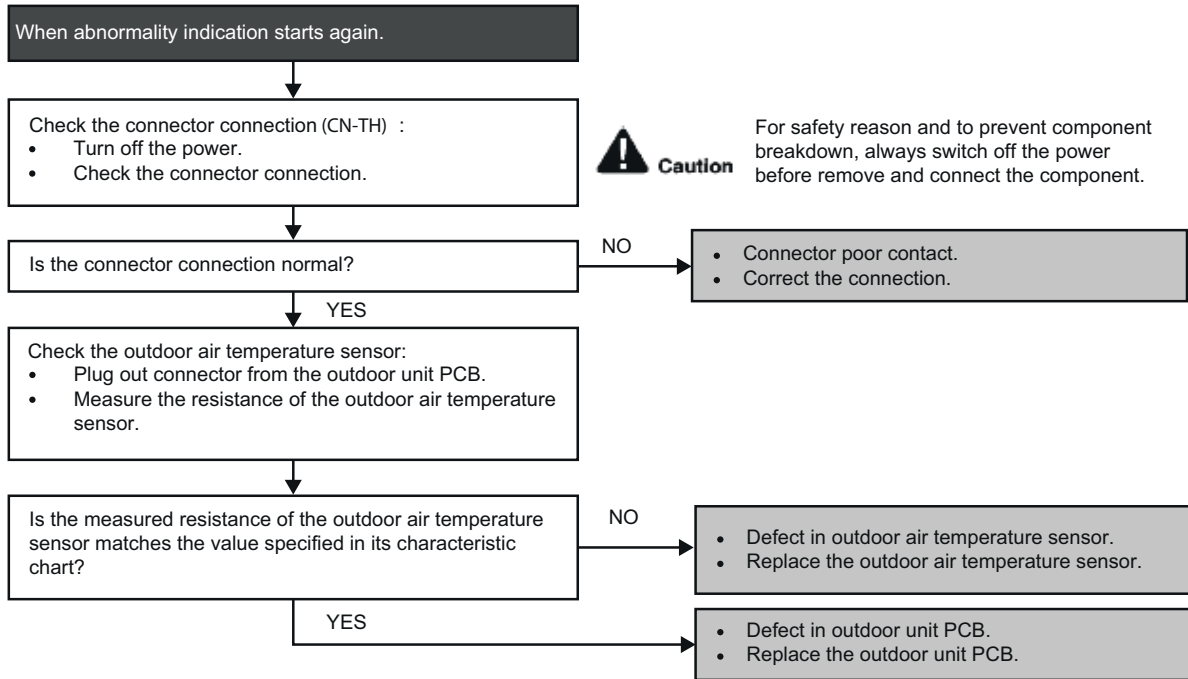 When abnormality indication starts again.
Check the connector connection (CN-TH) :
• Turn off the power.
• Check the connector connection.
Caution
For safety reason and to prevent component
breakdown, always switch off the power
before remove and connect the component.
Is the connector connection normal?
NO
• Connector poor contact.
• Correct the connection.
YES
Check the outdoor air temperature sensor:
• Plug out connector from the outdoor unit PCB.
• Measure the resistance of the outdoor air temperature
sensor.
Is the measured resistance of the outdoor air temperature
sensor matches the value specified in its characteristic
chart?
NO
• Defect in outdoor air temperature sensor.
• Replace the outdoor air temperature sensor.
YES
• Defect in outdoor unit PCB.
• Replace the outdoor unit PCB.